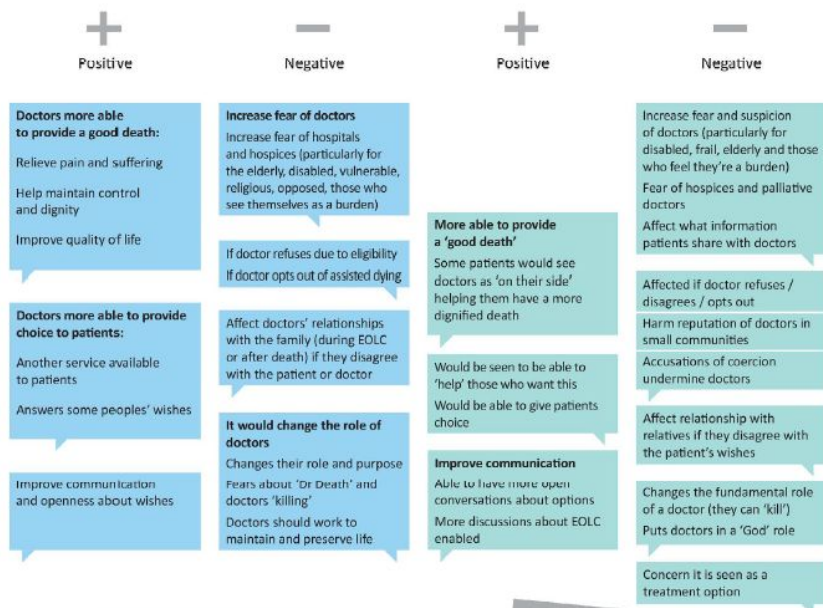 Positive
Doctors more able
to provide a good death:
Relieve pain and suffering
Help maintain control
and dignity
Improve quality of life
Doctors more able to provide
choice to patients:
Another service available
to patients
Answers some peoples' wishes
Improve communication
and openness about wishes
Negative
Increase fear of doctors
Increase fear of hospitals
and hospices (particularly for
the elderly, disabled, vulnerable,
religious, opposed, those who
see themselves as a burden)
If doctor refuses due to eligibility
If doctor opts out of assisted dying
Affect doctors' relationships
with the family (during EOLC
or after death) if they disagree
with the patient or doctor
It would change the role of
doctors
Changes their role and purpose
Fears about 'Dr Death' and
doctors 'killing'
Doctors should work to
maintain and preserve life
Positive
More able to provide
a 'good death'
Some patients would see
doctors as 'on their side'
helping them have a more
dignified death
Would be seen to be able to
'help' those who want this
Would be able to give patients
choice
Improve communication
Able to have more open
conversations about options
More discussions about EOLC
enabled
Negative
Increase fear and suspicion
of doctors (particularly for
disabled, frail, elderly and those
who feel they're a burden)
Fear of hospices and palliative
doctors
Affect what information
patients share with doctors
Affected if doctor refuses /
disagrees / opts out
Harm reputation of doctors in
small communities
Accusations of coercion
undermine doctors
Affect relationship with
relatives if they disagree with
the patient's wishes
Changes the fundamental role
of a doctor (they can 'kill')
Puts doctors in a 'God' role
Concern it is seen as a
treatment option